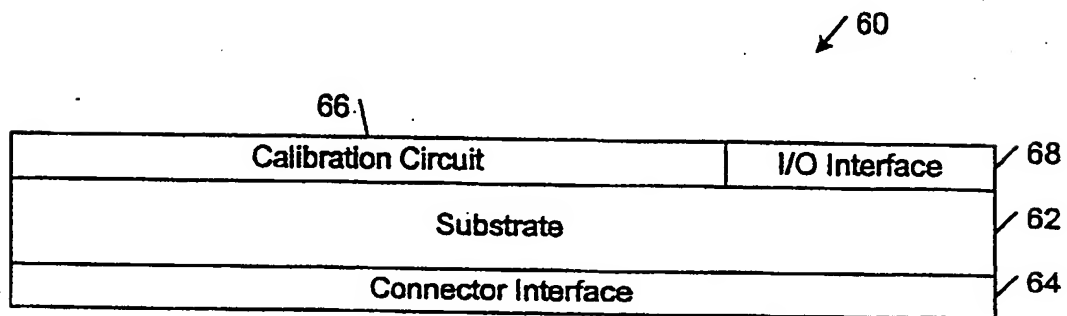 60
66
Calibration Circuit
I/O Interface
68
Substrate
62
Connector Interface
64